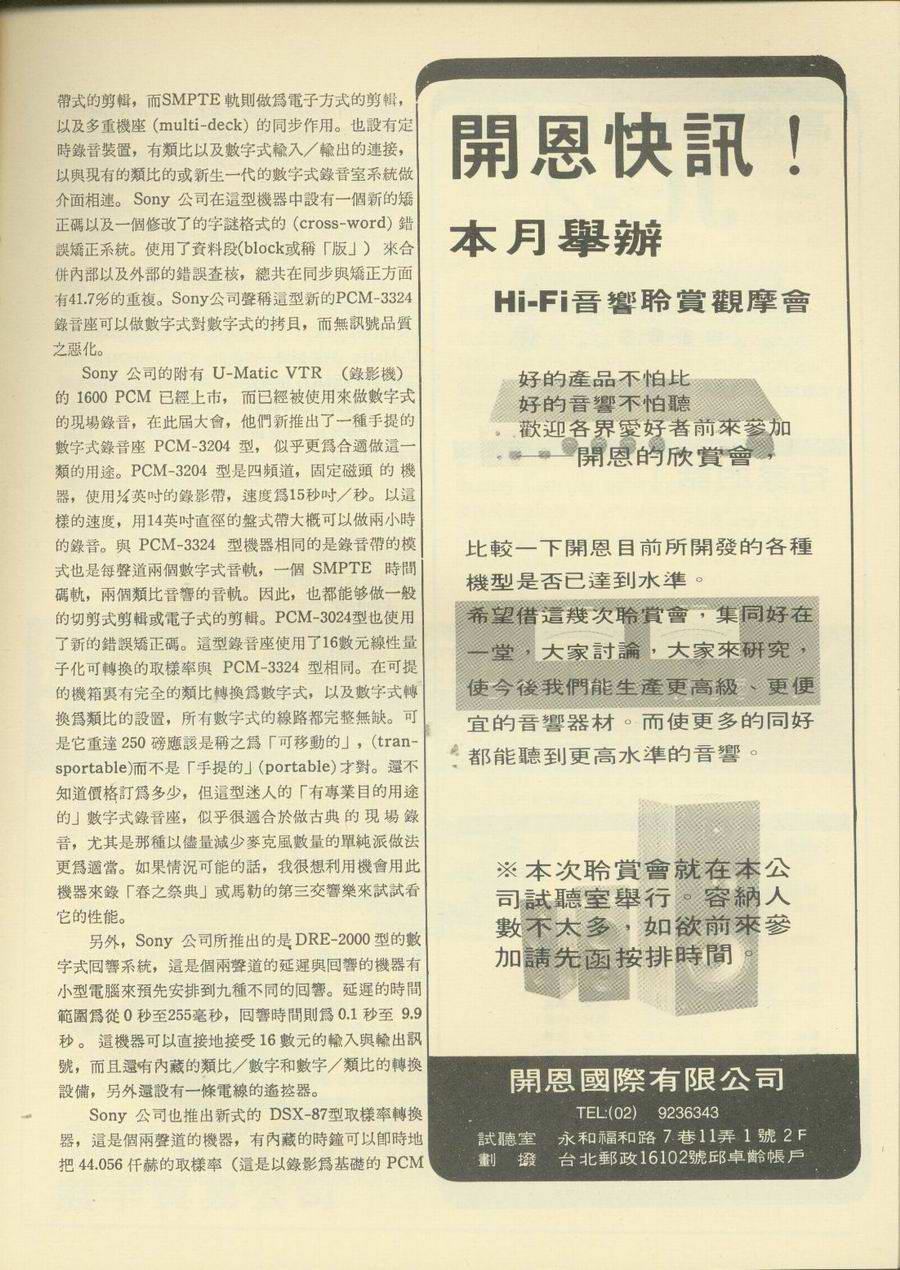 帶式的剪輯，而SMPTE 軌則做爲電子方式的剪輯，
以及多重機座 (multi-deck) 的同步作用。也設有定
時錄音裝置，有類比以及數字式輸入／輸出的連接，
以與現有的類比的或新生一代的數字式錄音室系統做
介面相連。 Sony 公司在這型機器中設有一個新的矯
正碼以及一個修改了的字謎格式的 (cross-word) 錯
誤矯正系統。使用了資料段(block或稱「版」） 來合
併內部以及外部的錯誤查核，總共在同步與矯正方面
有41.7%的重複。Sony公司聲稱這型新的PCM-3324
錄音座可以做數字式對數字式的拷貝，而無訊號品質
之惡化。
Sony 公司的附有 U-Matic VTR （錄影機）
的 1600 PCM 已經上市， 而已經被使用來做數字式
的現場錄音，在此屆大會，他們新推出了一種手提的
數字式錄音座 PCM-3204 型， 似乎更爲合適做這一
類的用途。PCM-3204 型是四頻道，固定磁頭 的 機
器，使用¼英吋的錄影帶，速度爲15秒吋／秒。以這
樣的速度，用14英吋直徑的盤式帶大概可以做兩小時
的錄音。與 PCM-3324 型機器相同的是錄音帶的模
式也是每聲道兩個數字式音軌，一個 SMPTE 時間
碼軌，兩個類比音響的音軌。因此，也都能够做一般
的切剪式剪輯或電子式的剪輯。PCM-3024型也使用
了新的錯誤矯正碼。這型錄音座使用了16數元線性量
子化可轉換的取樣率與 PCM-3324 型相同。在可提
的機箱裏有完全的類比轉換爲數字式，以及數字式轉
換爲類比的設置，所有數字式的線路都完整無缺。可
是它重達 250 磅應該是稱之爲「可移動的」，(tran-
sportable)而不是「手提的」(portable)才對。還不
知道價格訂爲多少，但這型迷人的「有專業目的用途
的」數字式錄音座，似乎很適合於做古典 的 現 場 錄
音，尤其是那種以儘量減少麥克風數量的單純派做法
更爲適當。如果情況可能的話，我很想利用機會用此
機器來錄「春之祭典」或馬勒的第三交響樂來試試看
它的性能。
另外，Sony 公司所推出的是 DRE-2000 型的數
字式回響系統，這是個兩聲道的延遲與回響的機器有
小型電腦來預先安排到九種不同的回響。延遲的時間
範圍爲從 0 秒至255毫秒，回響時間則爲 0.1 秒至 9.9
秒 。 這機器可以直接地接受 16 數元的輸入與輸出訊
號，而且還有內藏的類比／數字和數字／類比的轉換
設備，另外還設有一條電線的遙控器。
Sony 公司也推出新式的 DSX-87型取樣率轉換
器，這是個兩聲道的機器，有內藏的時鐘可以卽時地
把 44.056 仟赫的取樣率（這是以錄影爲基礎的 PCM
開恩快訊！
本月舉辦
Hi-Fi音響聆賞觀摩會
好的產品不怕比
好的音響不怕聽
歡迎各界愛好者前來參加
——開恩的欣賞會，
比較一下開恩目前所開發的各種
機型是否已達到水準。
希望借這幾次聆賞會，集同好在
一堂，大家討論，大家來研究，
使今後我們能生產更高級、更便
宜的音響器材。而使更多的同好
都能聽到更高水準的音響。
※本次聆賞會就在本公
司試聽室舉行。容納人
數不太多，如欲前來參
加請先函按排時間。
開恩國際有限公司
TEL:(02) 9236343
試聽室 永和福和路 7 巷11弄 1 號 2 F
劃 撥 台北郵政16102號邱卓齡帳戶